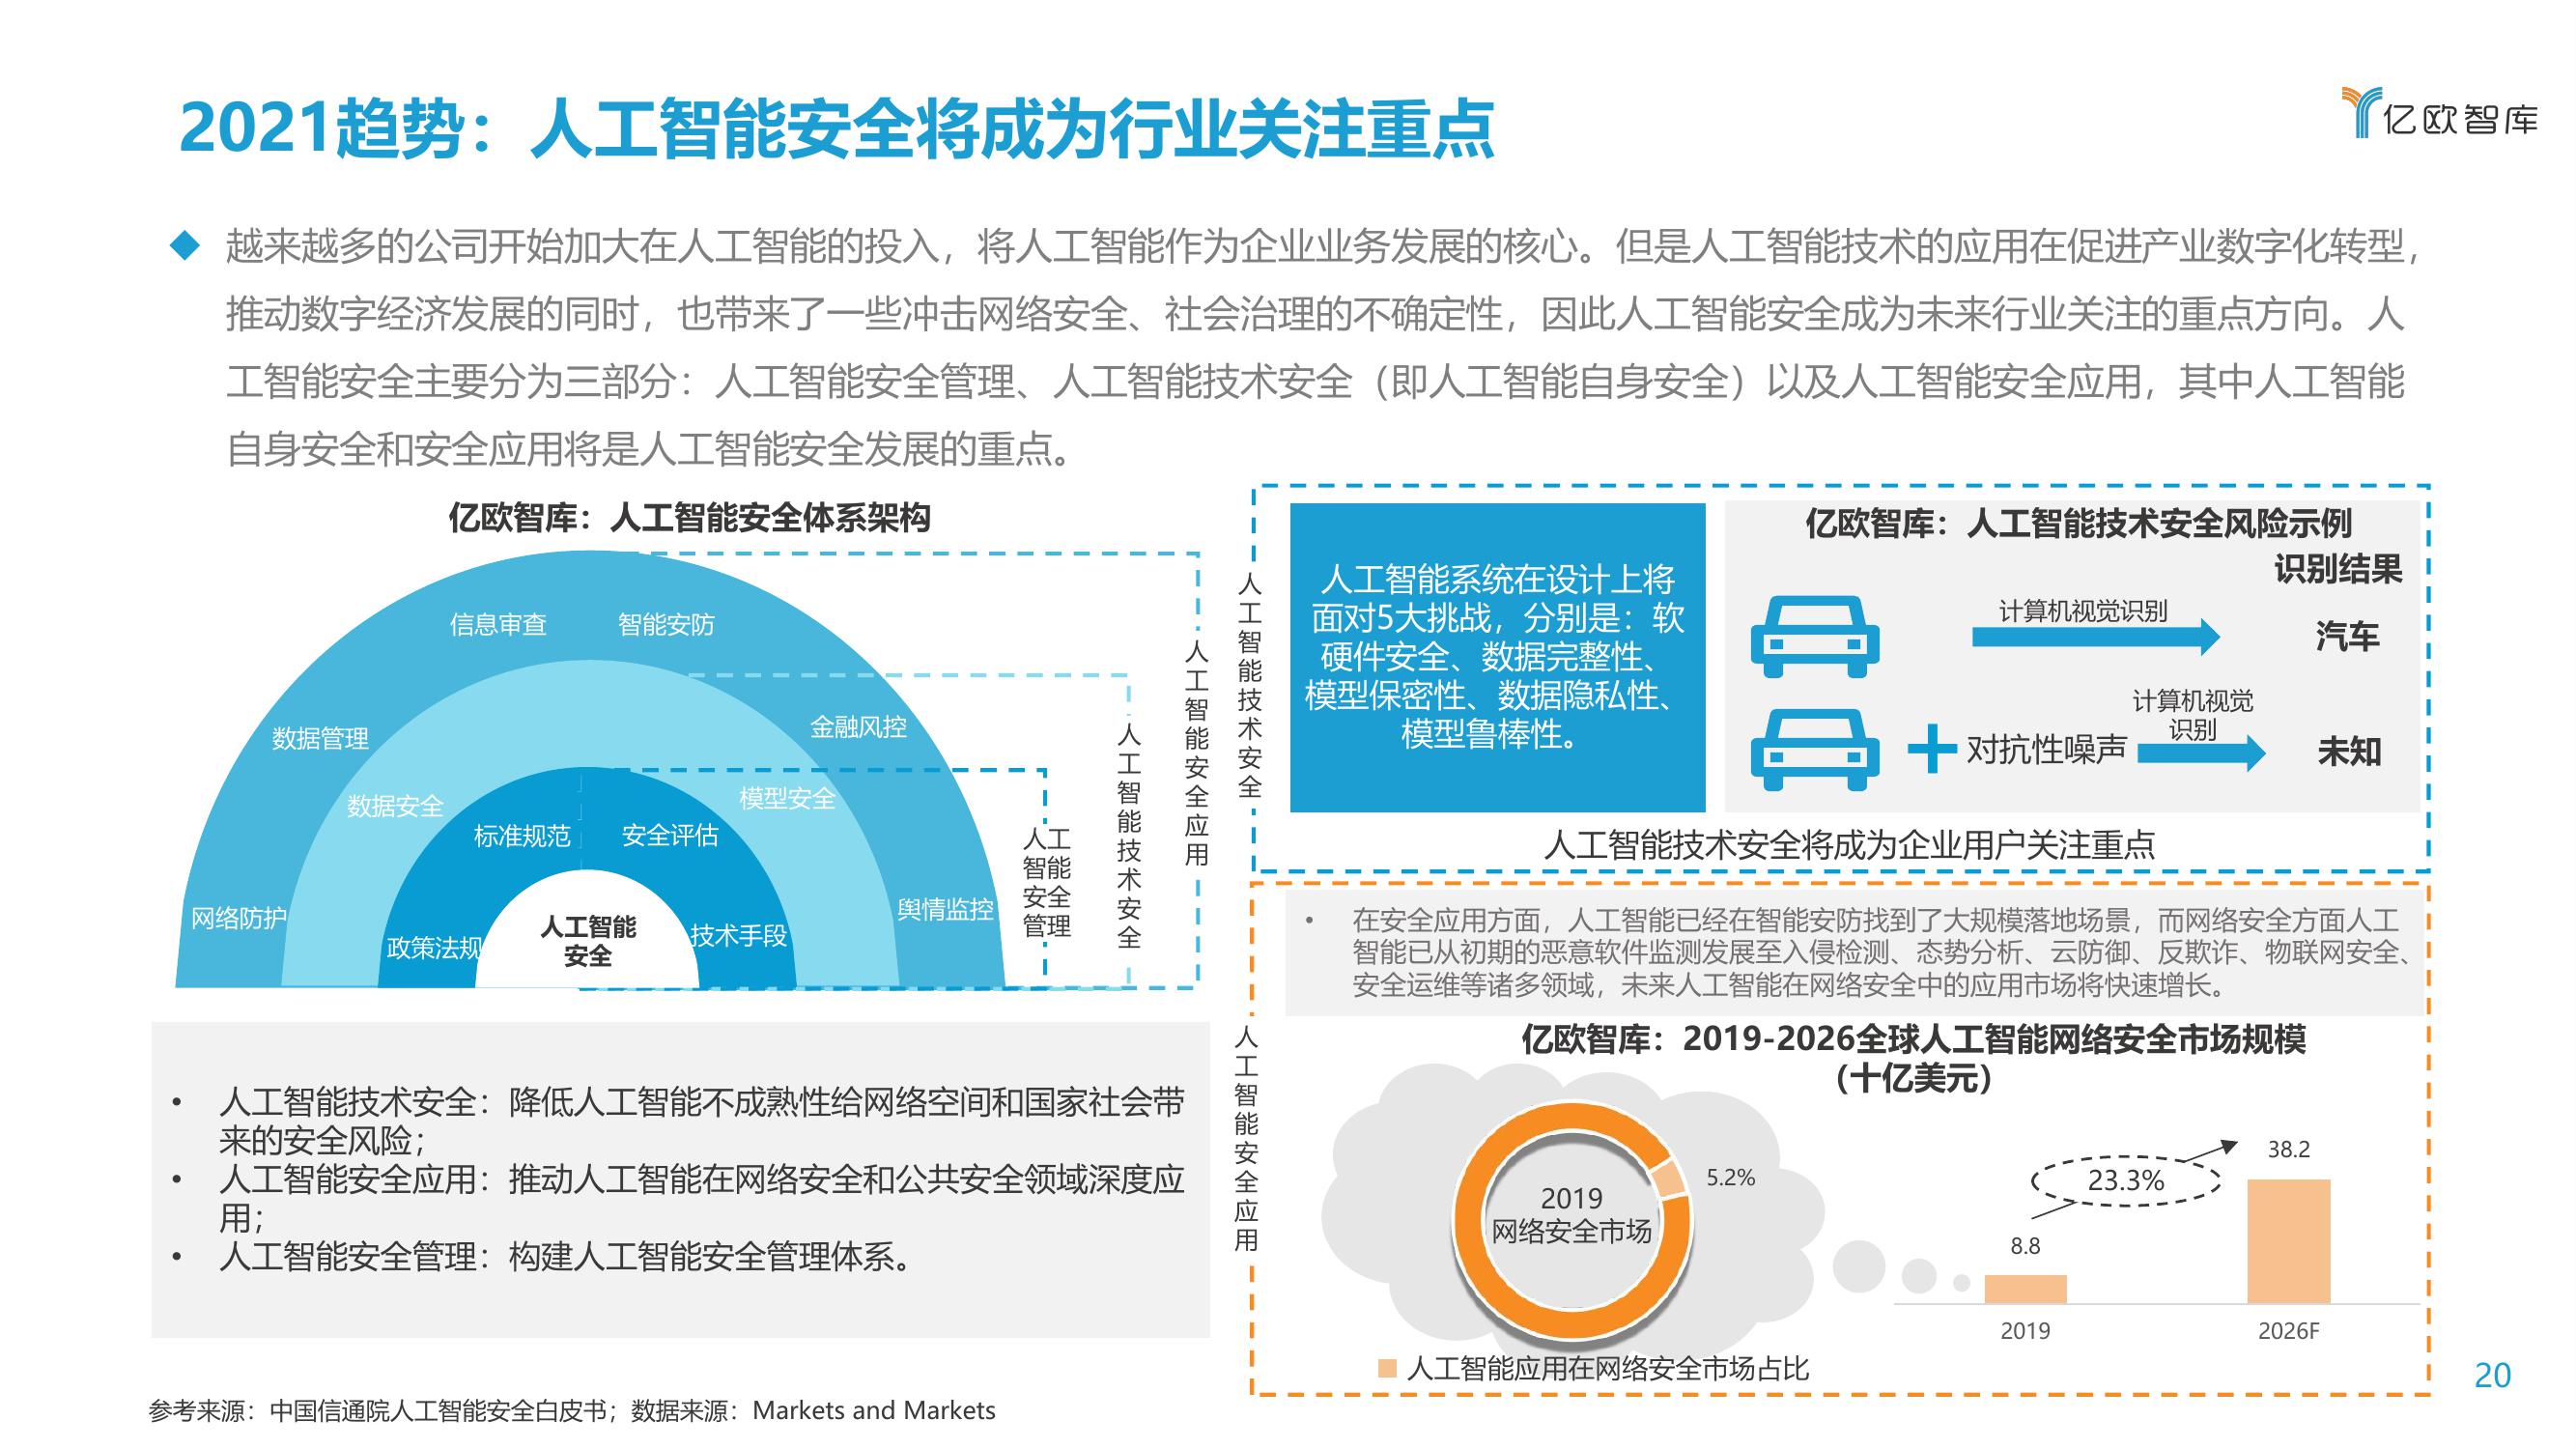 2021趋势：人工智能安全将成为行业关注重点
亿欧智库
越来越多的公司开始加大在人工智能的投入，将人工智能作为企业业务发展的核心。但是人工智能技术的应用在促进产业数字化转型，
推动数字经济发展的同时，也带来了一些冲击网络安全、社会治理的不确定性，因此人工智能安全成为未来行业关注的重点方向。人
工智能安全主要分为三部分：人工智能安全管理、人工智能技术安全（即人工智能自身安全）以及人工智能安全应用，其中人工智能
自身安全和安全应用将是人工智能安全发展的重点。
亿欧智库：人工智能安全体系架构
信息审查
智能安防
数据管理
金融风控
网络防护
舆情监控
数据安全
模型安全
标准规范
安全评估
政策法规
技术手段
人工智能
安全
人工
智能
安全
管理
人工智能技术安全
人工智能安全应用
• 人工智能技术安全：降低人工智能不成熟性给网络空间和国家社会带
来的安全风险；
• 人工智能安全应用：推动人工智能在网络安全和公共安全领域深度应
用；
• 人工智能安全管理：构建人工智能安全管理体系。
人工智能技术安全
人工智能系统在设计上将
面对5大挑战，分别是：软
硬件安全、数据完整性、
模型保密性、数据隐私性、
模型鲁棒性。
亿欧智库：人工智能技术安全风险示例
识别结果
计算机视觉识别
汽车
对抗性噪声
计算机视觉
识别
未知
人工智能技术安全将成为企业用户关注重点
人工智能安全应用
• 在安全应用方面，人工智能已经在智能安防找到了大规模落地场景，而网络安全方面人工
智能已从初期的恶意软件监测发展至入侵检测、态势分析、云防御、反欺诈、物联网安全、
安全运维等诸多领域，未来人工智能在网络安全中的应用市场将快速增长。
亿欧智库：2019-2026全球人工智能网络安全市场规模
（十亿美元）
2019
网络安全市场
5.2%
人工智能应用在网络安全市场占比
23.3%
8.8
38.2
2019
2026F
参考来源：中国信通院人工智能安全白皮书；数据来源：Markets and Markets
20